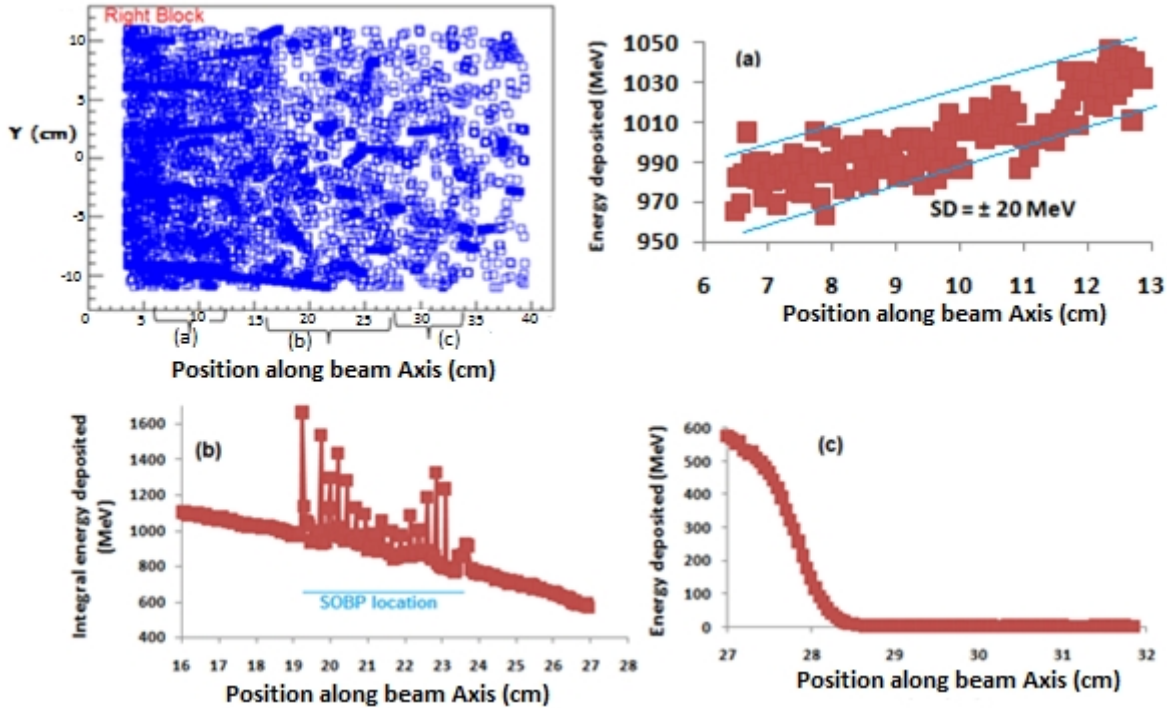 Right Block
10
5
Y (cm)
0
-5
-10
0 5 10 15 20 25 30 35 40
(a) (b) (c)
Position along beam Axis (cm)
(a)
Energy deposited (MeV)
1050
1030
1010
990
970
950
SD = ± 20 MeV
6 7 8 9 10 11 12 13
Position along beam Axis (cm)
(b)
Integral energy deposited
(MeV)
1600
1400
1200
1000
800
600
400
SOBP location
16 17 18 19 20 21 22 23 24 25 26 27 28
Position along beam Axis (cm)
(c)
Energy deposited (MeV)
600
500
400
300
200
100
0
27 28 29 30 31 32
Position along beam Axis (cm)